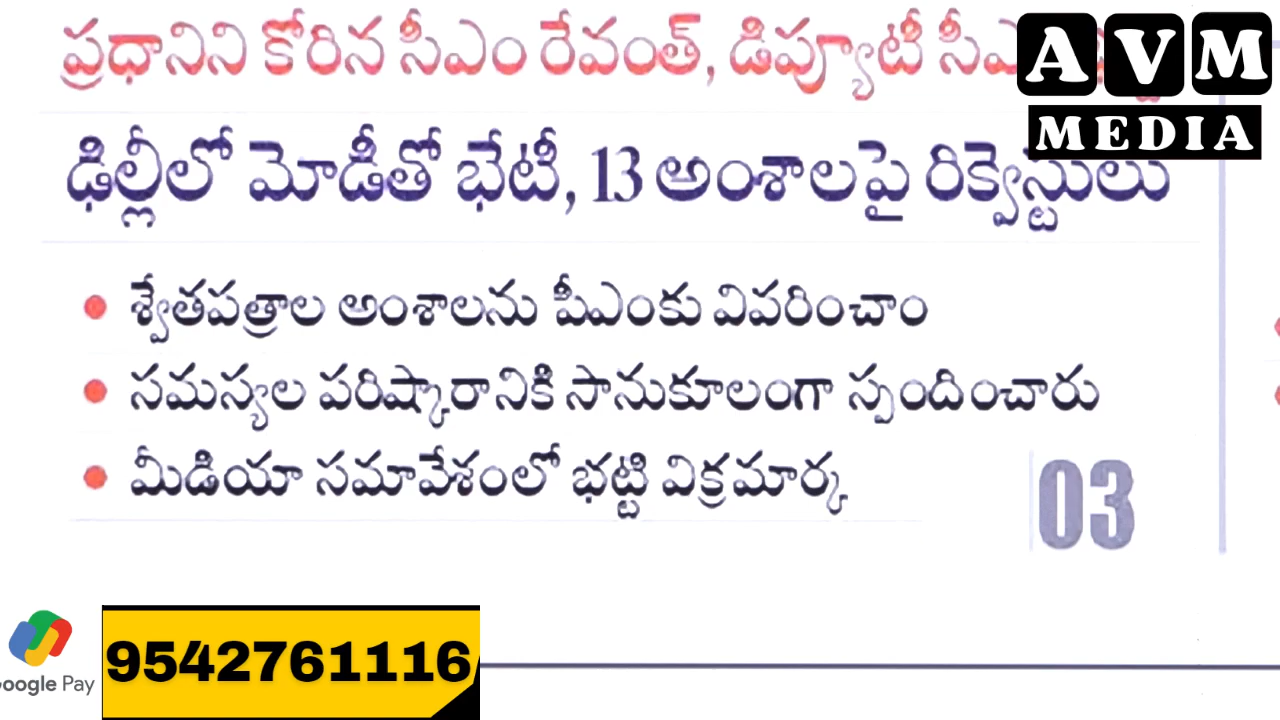 ప్రధానిని కోరిన సీఎం రేవంత్, డిప్యూటీ సీఎం
AVM
MEDIA
ఢిల్లీలో మోడీతో భేటీ, 13 అంశాలపై రిక్వెస్టులు
• శ్వేతపత్రాల అంశాలను పీఎంకు వివరించాం
• సమస్యల పరిష్కారానికి సానుకూలంగా స్పందించారు
• మీడియా సమావేశంలో భట్టి విక్రమార్క
03
Google Pay
9542761116